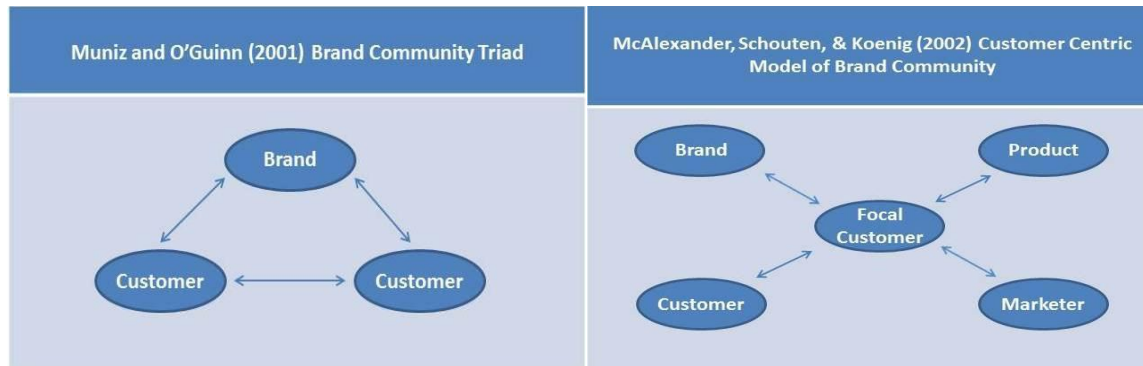 Muniz and O’Guinn (2001) Brand Community Triad
Brand
Customer
Customer
McAlexander, Schouten, & Koenig (2002) Customer Centric
Model of Brand Community
Brand
Product
Focal
Customer
Customer
Marketer